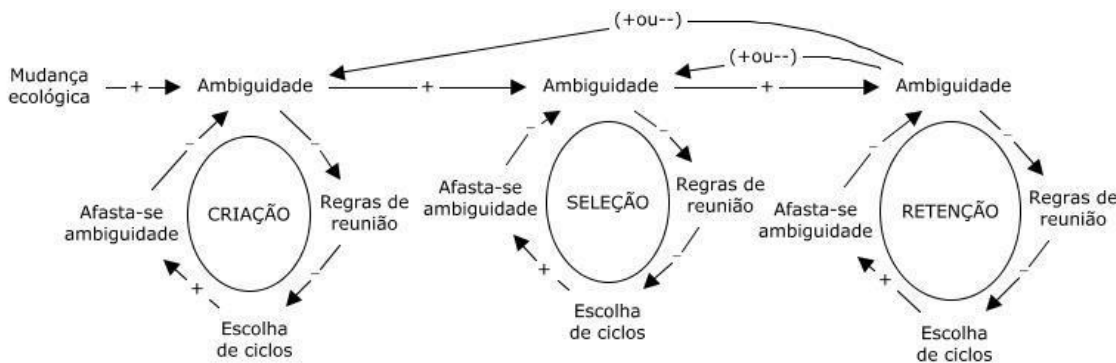 (+ou--)
(+ou--)
Mudança
ecológica
+
Ambiguidade
+
Ambiguidade
+
Ambiguidade
–
–
–
–
–
–
Afasta-se
ambiguidade
CRIAÇÃO
Regras de
reunião
Afasta-se
ambiguidade
SELEÇÃO
Regras de
reunião
Afasta-se
ambiguidade
RETENÇÃO
Regras de
reunião
+
–
+
–
+
–
Escolha
de ciclos
Escolha
de ciclos
Escolha
de ciclos